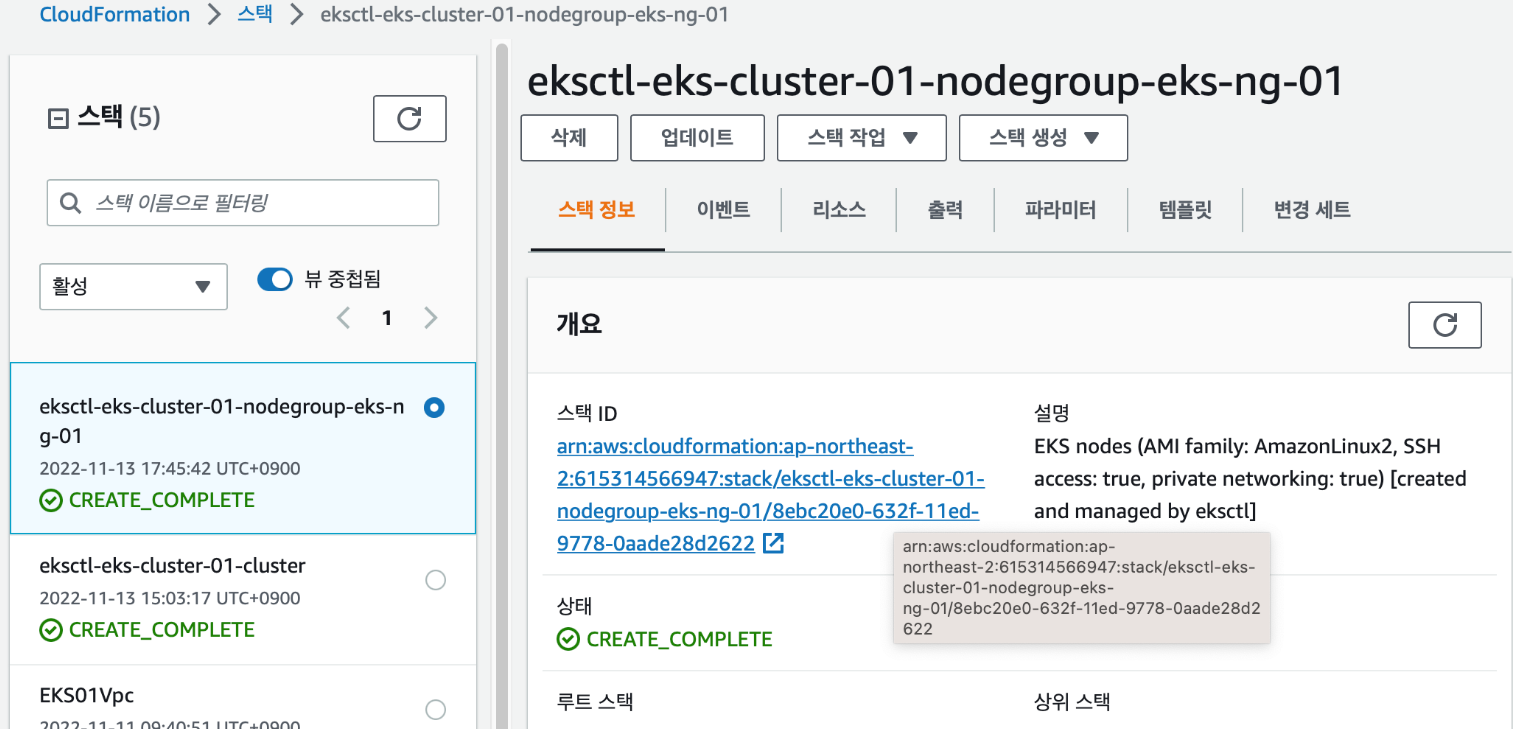 CloudFormation > 스택 > eksctl-eks-cluster-01-nodegroup-eks-ng-01
스택 (5)
스택 이름으로 필터링
활성
뷰 중첩됨
1
eksctl-eks-cluster-01-nodegroup-eks-n
g-01
2022-11-13 17:45:42 UTC+0900
CREATE_COMPLETE
eksctl-eks-cluster-01-cluster
2022-11-13 15:03:17 UTC+0900
CREATE_COMPLETE
EKS01Vpc
2022-11-11 09:40:51 UTC+0900
eksctl-eks-cluster-01-nodegroup-eks-ng-01
삭제 업데이트 스택 작업 스택 생성
스택 정보 이벤트 리소스 출력 파라미터 템플릿 변경 세트
개요
스택 ID
arn:aws:cloudformation:ap-northeast-
2:615314566947:stack/eksctl-eks-cluster-01-
nodegroup-eks-ng-01/8ebc20e0-632f-11ed-
9778-0aade28d2622
설명
EKS nodes (AMI family: AmazonLinux2, SSH
access: true, private networking: true) [created
and managed by eksctl]
arn:aws:cloudformation:ap-
northeast-2:615314566947:stack/eksctl-eks-
cluster-01-nodegroup-eks-
ng-01/8ebc20e0-632f-11ed-9778-0aade28d2
622
상태
CREATE_COMPLETE
루트 스택
상위 스택